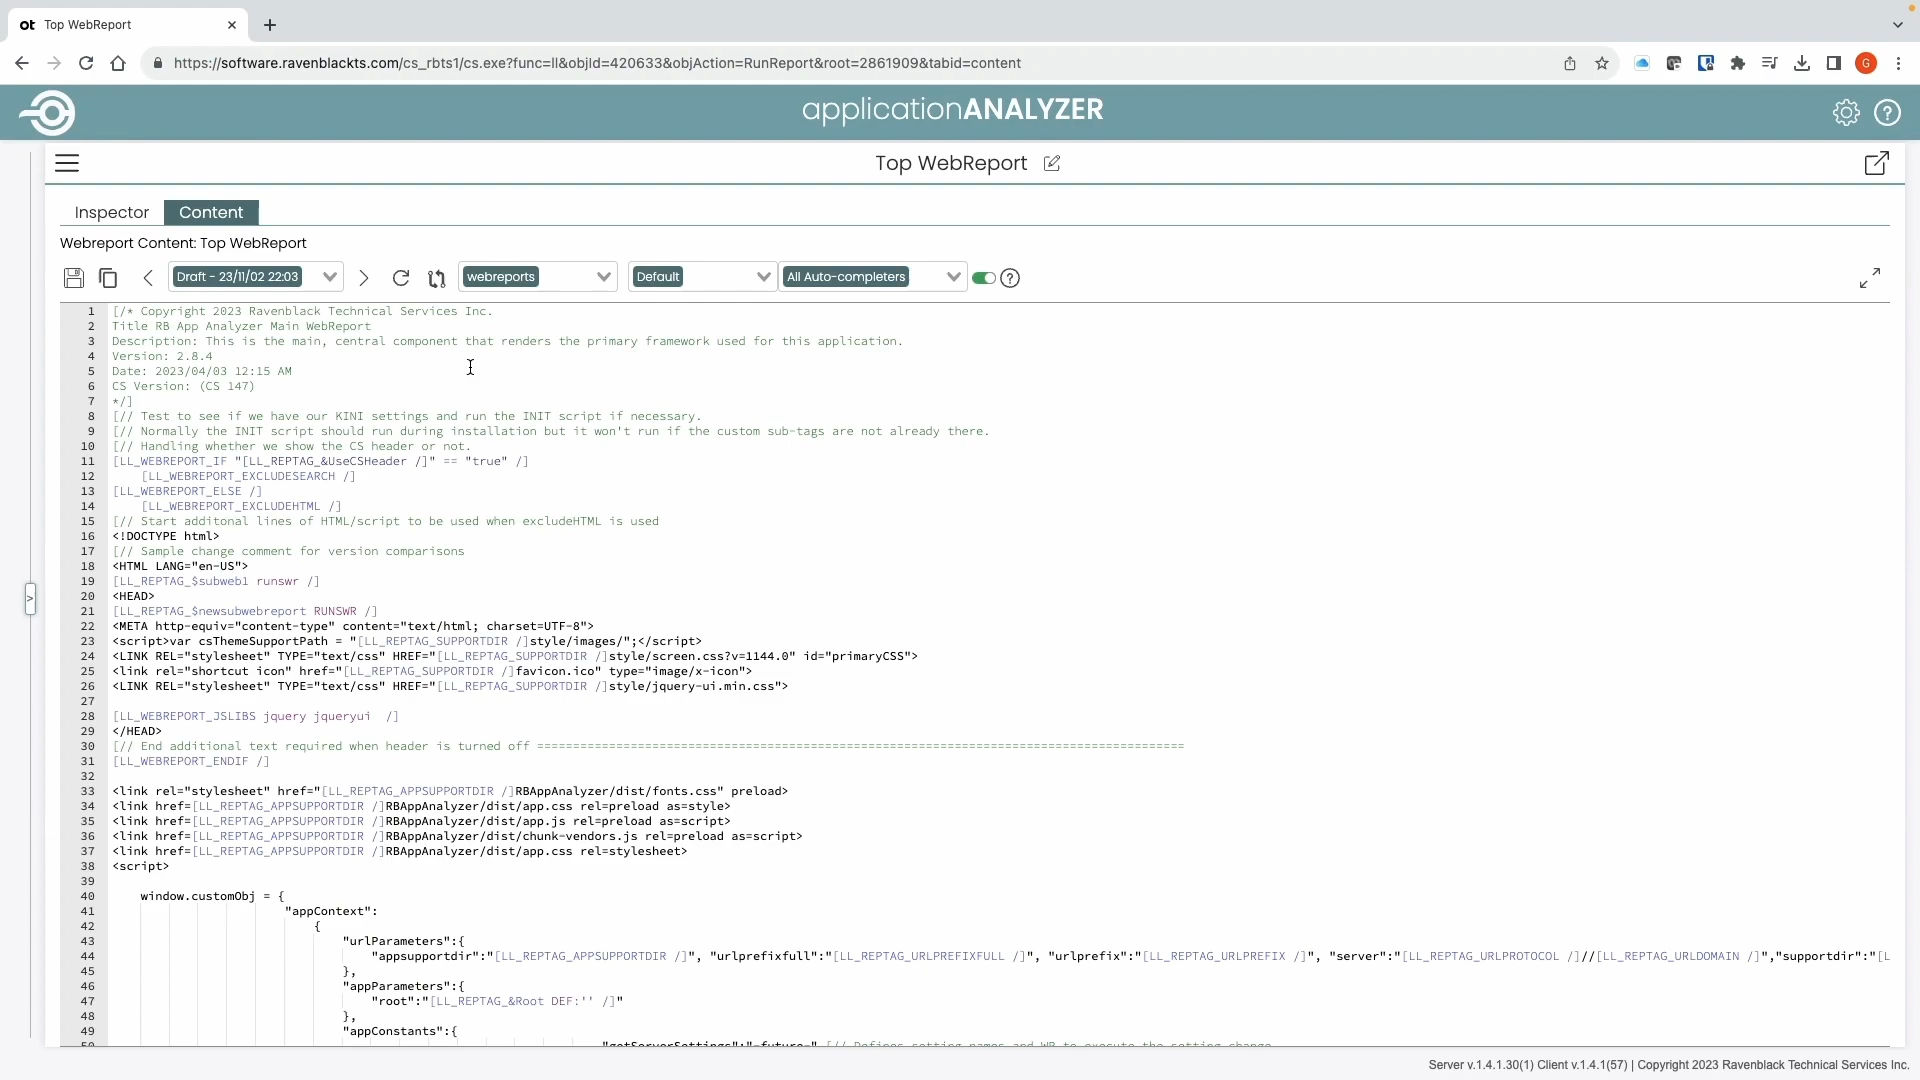 ot Top WebReport
https://software.ravenblackts.com/cs_rbts1/cs.exe?func=ll&objId=420633&objAction=RunReport&root=2861909&tabid=content
G
applicationANALYZER
Top WebReport
Inspector Content
Webreport Content: Top WebReport
Draft - 23/11/02 22:03 webreports Default All Auto-completers
1 [/* Copyright 2023 Ravenblack Technical Services Inc.
2 Title RB App Analyzer Main WebReport
3 Description: This is the main, central component that renders the primary framework used for this application.
4 Version: 2.8.4
5 Date: 2023/04/03 12:15 AM
6 CS Version: (CS 147)
7 */]
8 [// Test to see if we have our KINI settings and run the INIT script if necessary.
9 [// Normally the INIT script should run during installation but it won't run if the custom sub-tags are not already there.
10 [// Handling whether we show the CS header or not.
11 [LL_WEBREPORT_IF "[LL_REPTAG_&UseCSHeader /]" == "true" /]
12 [LL_WEBREPORT_EXCLUDESEARCH /]
13 [LL_WEBREPORT_ELSE /]
14 [LL_WEBREPORT_EXCLUDEHTML /]
15 [// Start additonal lines of HTML/script to be used when excludeHTML is used
16 <!DOCTYPE html>
17 [// Sample change comment for version comparisons
18 <HTML LANG="en-US">
19 [LL_REPTAG_$subweb1 runswr /]
20 <HEAD>
21 [LL_REPTAG_$newsubwebreport RUNSWR /]
22 <META http-equiv="content-type" content="text/html; charset=UTF-8">
23 <script>var csThemeSupportPath = "[LL_REPTAG_SUPPORTDIR /]style/images/";</script>
24 <LINK REL="stylesheet" TYPE="text/css" HREF="[LL_REPTAG_SUPPORTDIR /]style/screen.css?v=1144.0" id="primaryCSS">
25 <link rel="shortcut icon" href="[LL_REPTAG_SUPPORTDIR /]favicon.ico" type="image/x-icon">
26 <LINK REL="stylesheet" TYPE="text/css" HREF="[LL_REPTAG_SUPPORTDIR /]style/jquery-ui.min.css">
27
28 [LL_WEBREPORT_JSLIBS jquery jqueryui /]
29 </HEAD>
30 [// End additional text required when header is turned off ==========================================================================================
31 [LL_WEBREPORT_ENDIF /]
32
33 <link rel="stylesheet" href="[LL_REPTAG_APPSUPPORTDIR /]RBAppAnalyzer/dist/fonts.css" preload>
34 <link href=[LL_REPTAG_APPSUPPORTDIR /]RBAppAnalyzer/dist/app.css rel=preload as=style>
35 <link href=[LL_REPTAG_APPSUPPORTDIR /]RBAppAnalyzer/dist/app.js rel=preload as=script>
36 <link href=[LL_REPTAG_APPSUPPORTDIR /]RBAppAnalyzer/dist/chunk-vendors.js rel=preload as=script>
37 <link href=[LL_REPTAG_APPSUPPORTDIR /]RBAppAnalyzer/dist/app.css rel=stylesheet>
38 <script>
39
40 window.customObj = {
41 "appContext":
42 {
43 "urlParameters":{
44 "appsupportdir":"[LL_REPTAG_APPSUPPORTDIR /]", "urlprefixfull":"[LL_REPTAG_URLPREFIXFULL /]", "urlprefix":"[LL_REPTAG_URLPREFIX /]", "server":"[LL_REPTAG_URLPROTOCOL /]//[LL_REPTAG_URLDOMAIN /]","supportdir":"[L
45 },
46 "appParameters":{
47 "root":"[LL_REPTAG_&Root DEF:'' /]"
48 },
49 "appConstants":{
50 "getServerSettings":"-future-" [// Defines setting names and WR to execute the setting change
Server v.1.4.1.30(1) Client v.1.4.1(57) | Copyright 2023 Ravenblack Technical Services Inc.